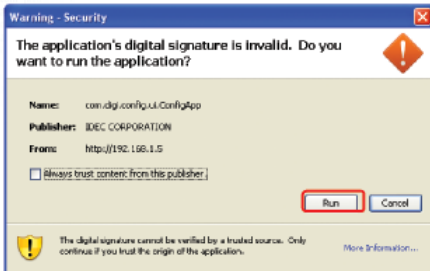 Warning - Security
The application's digital signature is invalid. Do you
want to run the application?
Name: com.digi.config.ui.ConfigApp
Publisher: IDEC CORPORATION
From: http://192.168.1.5
Always trust content from this publisher.
Run Cancel
The digital signature cannot be verified by a trusted source. Only
continue if you trust the origin of the application.
More Information...